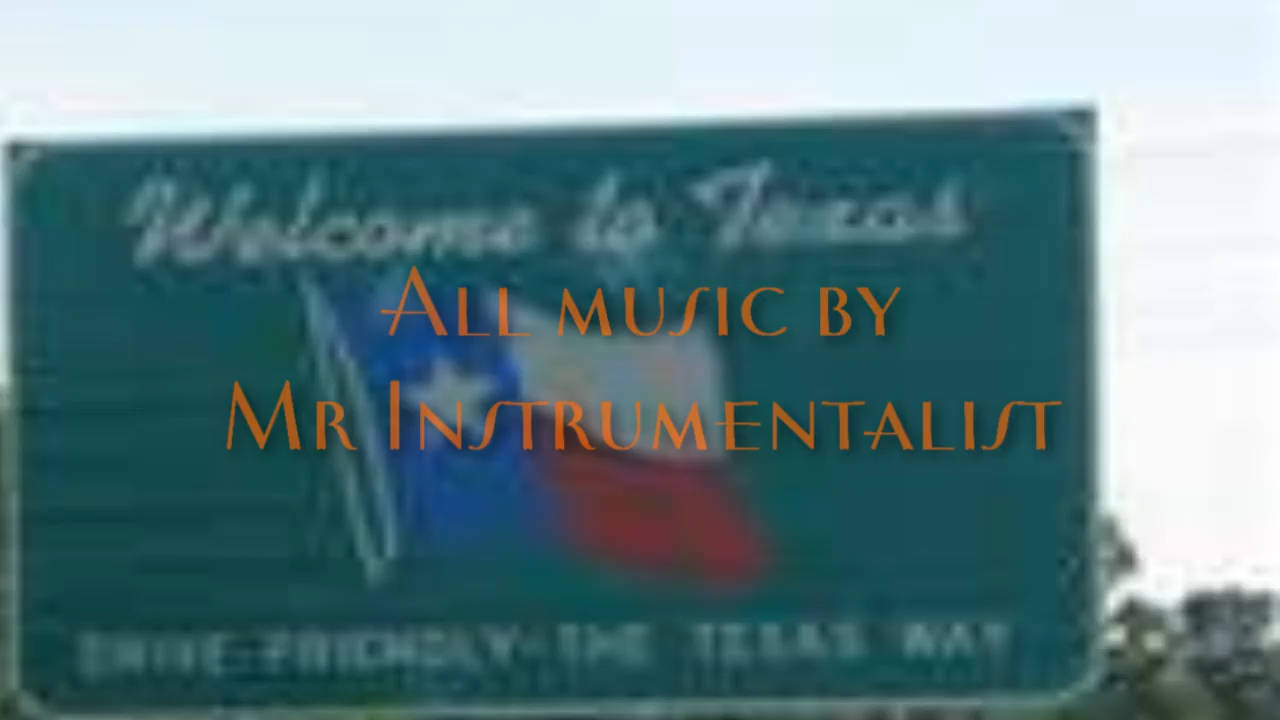 Welcome to Texas
All music by
Mr Instrumentalist
DRIVE FRIENDLY - THE TEXAS WAY